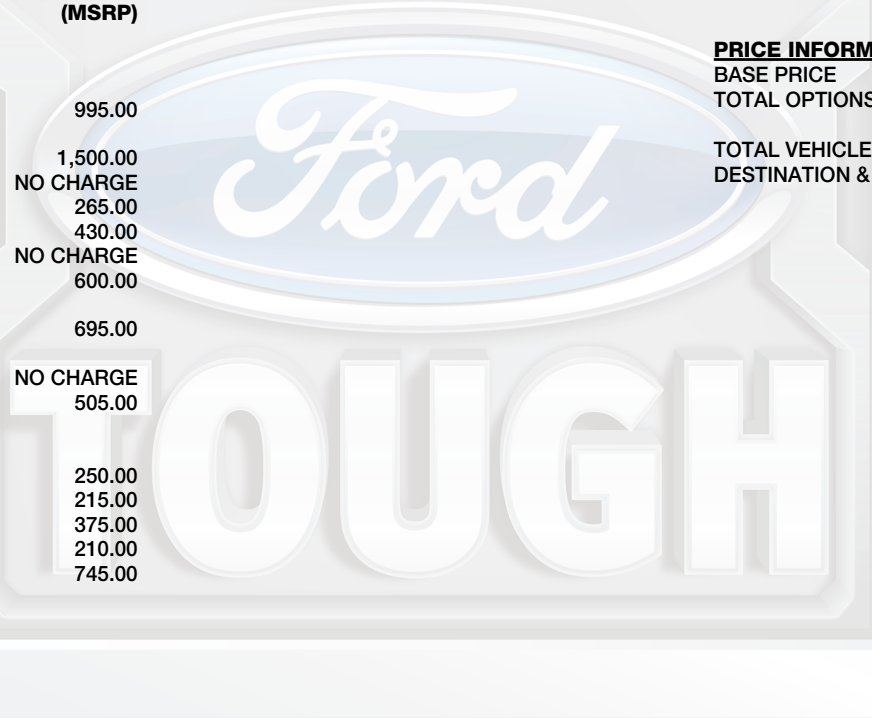 (MSRP)
995.00
1,500.00
NO CHARGE
265.00
430.00
NO CHARGE
600.00
695.00
NO CHARGE
505.00
250.00
215.00
375.00
210.00
745.00
PRICE INFORM
BASE PRICE
TOTAL OPTIONS
TOTAL VEHICLE
DESTINATION &
Ford
TOUGH